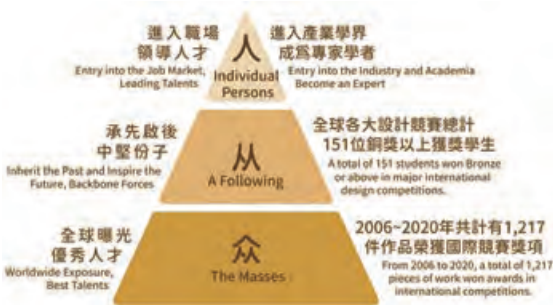 進入職場
領導人才
Entry into the Job Market,
Leading Talents
人
Individual
Persons
進入產業學界
成為專家學者
Entry into the Industry and Academia
Become an Expert
承先啟後
中堅份子
Inherit the Past and Inspire the
Future, Backbone Forces
从
A Following
全球各大設計競賽總計
151位銅獎以上獲獎學生
A total of 151 students won Bronze
or above in major international
design competitions.
全球曝光
優秀人才
Worldwide Exposure,
Best Talents
众
The Masses
2006~2020年共計有1,217
件作品榮獲國際競賽獎項
From 2006 to 2020, a total of 1,217
pieces of work won awards in
international competitions.